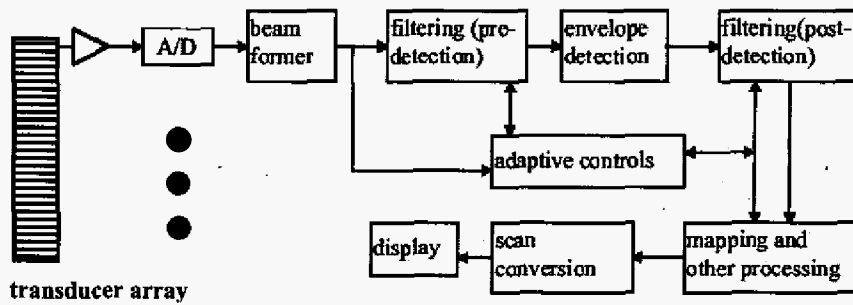 A/D
beam
former
filtering (pre-
detection)
envelope
detection
filtering(post-
detection)
adaptive controls
display
scan
conversion
mapping and
other processing
transducer array